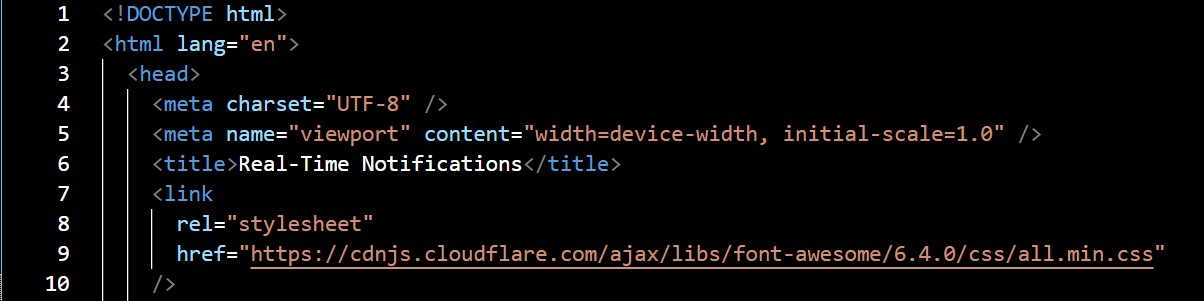 1 <!DOCTYPE html>
2 <html lang="en">
3 <head>
4 <meta charset="UTF-8" />
5 <meta name="viewport" content="width=device-width, initial-scale=1.0" />
6 <title>Real-Time Notifications</title>
7 <link
8 rel="stylesheet"
9 href="https://cdnjs.cloudflare.com/ajax/libs/font-awesome/6.4.0/css/all.min.css"
10 />